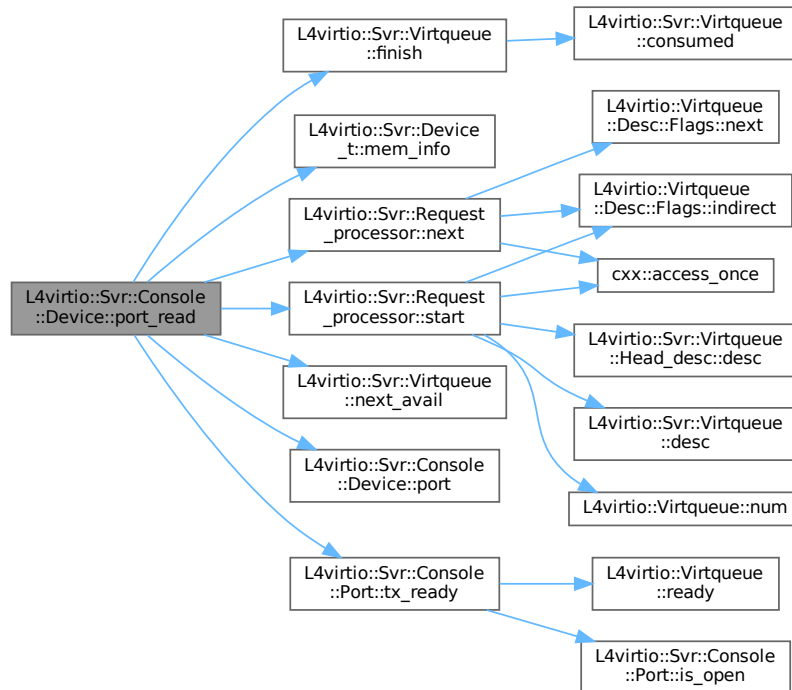 L4virtio::Svr::Virtqueue
::finish
L4virtio::Svr::Virtqueue
::consumed
L4virtio::Svr::Device
_t::mem_info
L4virtio::Virtqueue
::Desc::Flags::next
L4virtio::Svr::Request
_processor::next
L4virtio::Virtqueue
::Desc::Flags::indirect
cxx::access_once
L4virtio::Svr::Console
::Device::port_read
L4virtio::Svr::Request
_processor::start
L4virtio::Svr::Virtqueue
::Head_desc::desc
L4virtio::Svr::Virtqueue
::next_avail
L4virtio::Svr::Virtqueue
::desc
L4virtio::Svr::Console
::Device::port
L4virtio::Virtqueue::num
L4virtio::Svr::Console
::Port::tx_ready
L4virtio::Virtqueue
::ready
L4virtio::Svr::Console
::Port::is_open